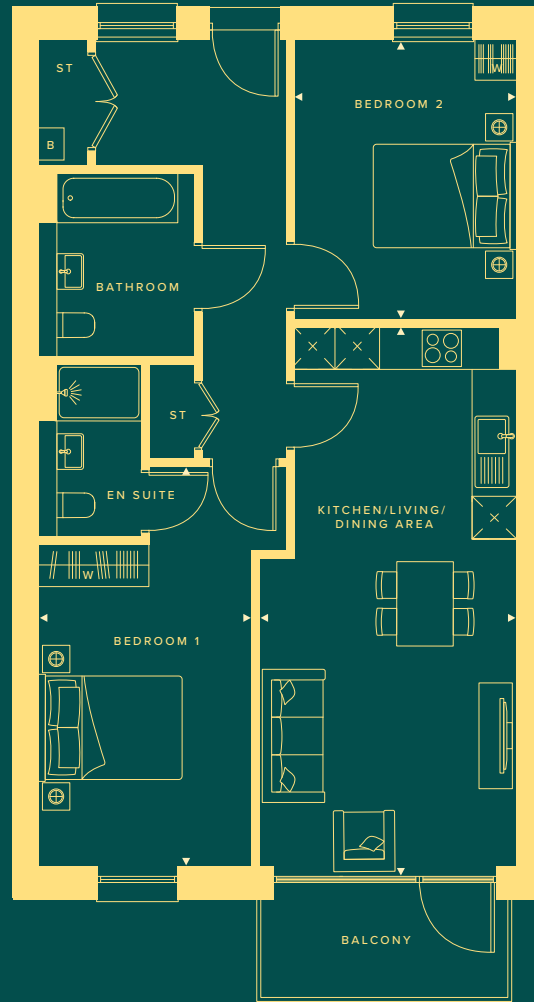 ST
W
BEDROOM 2
B
BATHROOM
ST
EN SUITE
KITCHEN/LIVING/
DINING AREA
W
BEDROOM 1
BALCONY